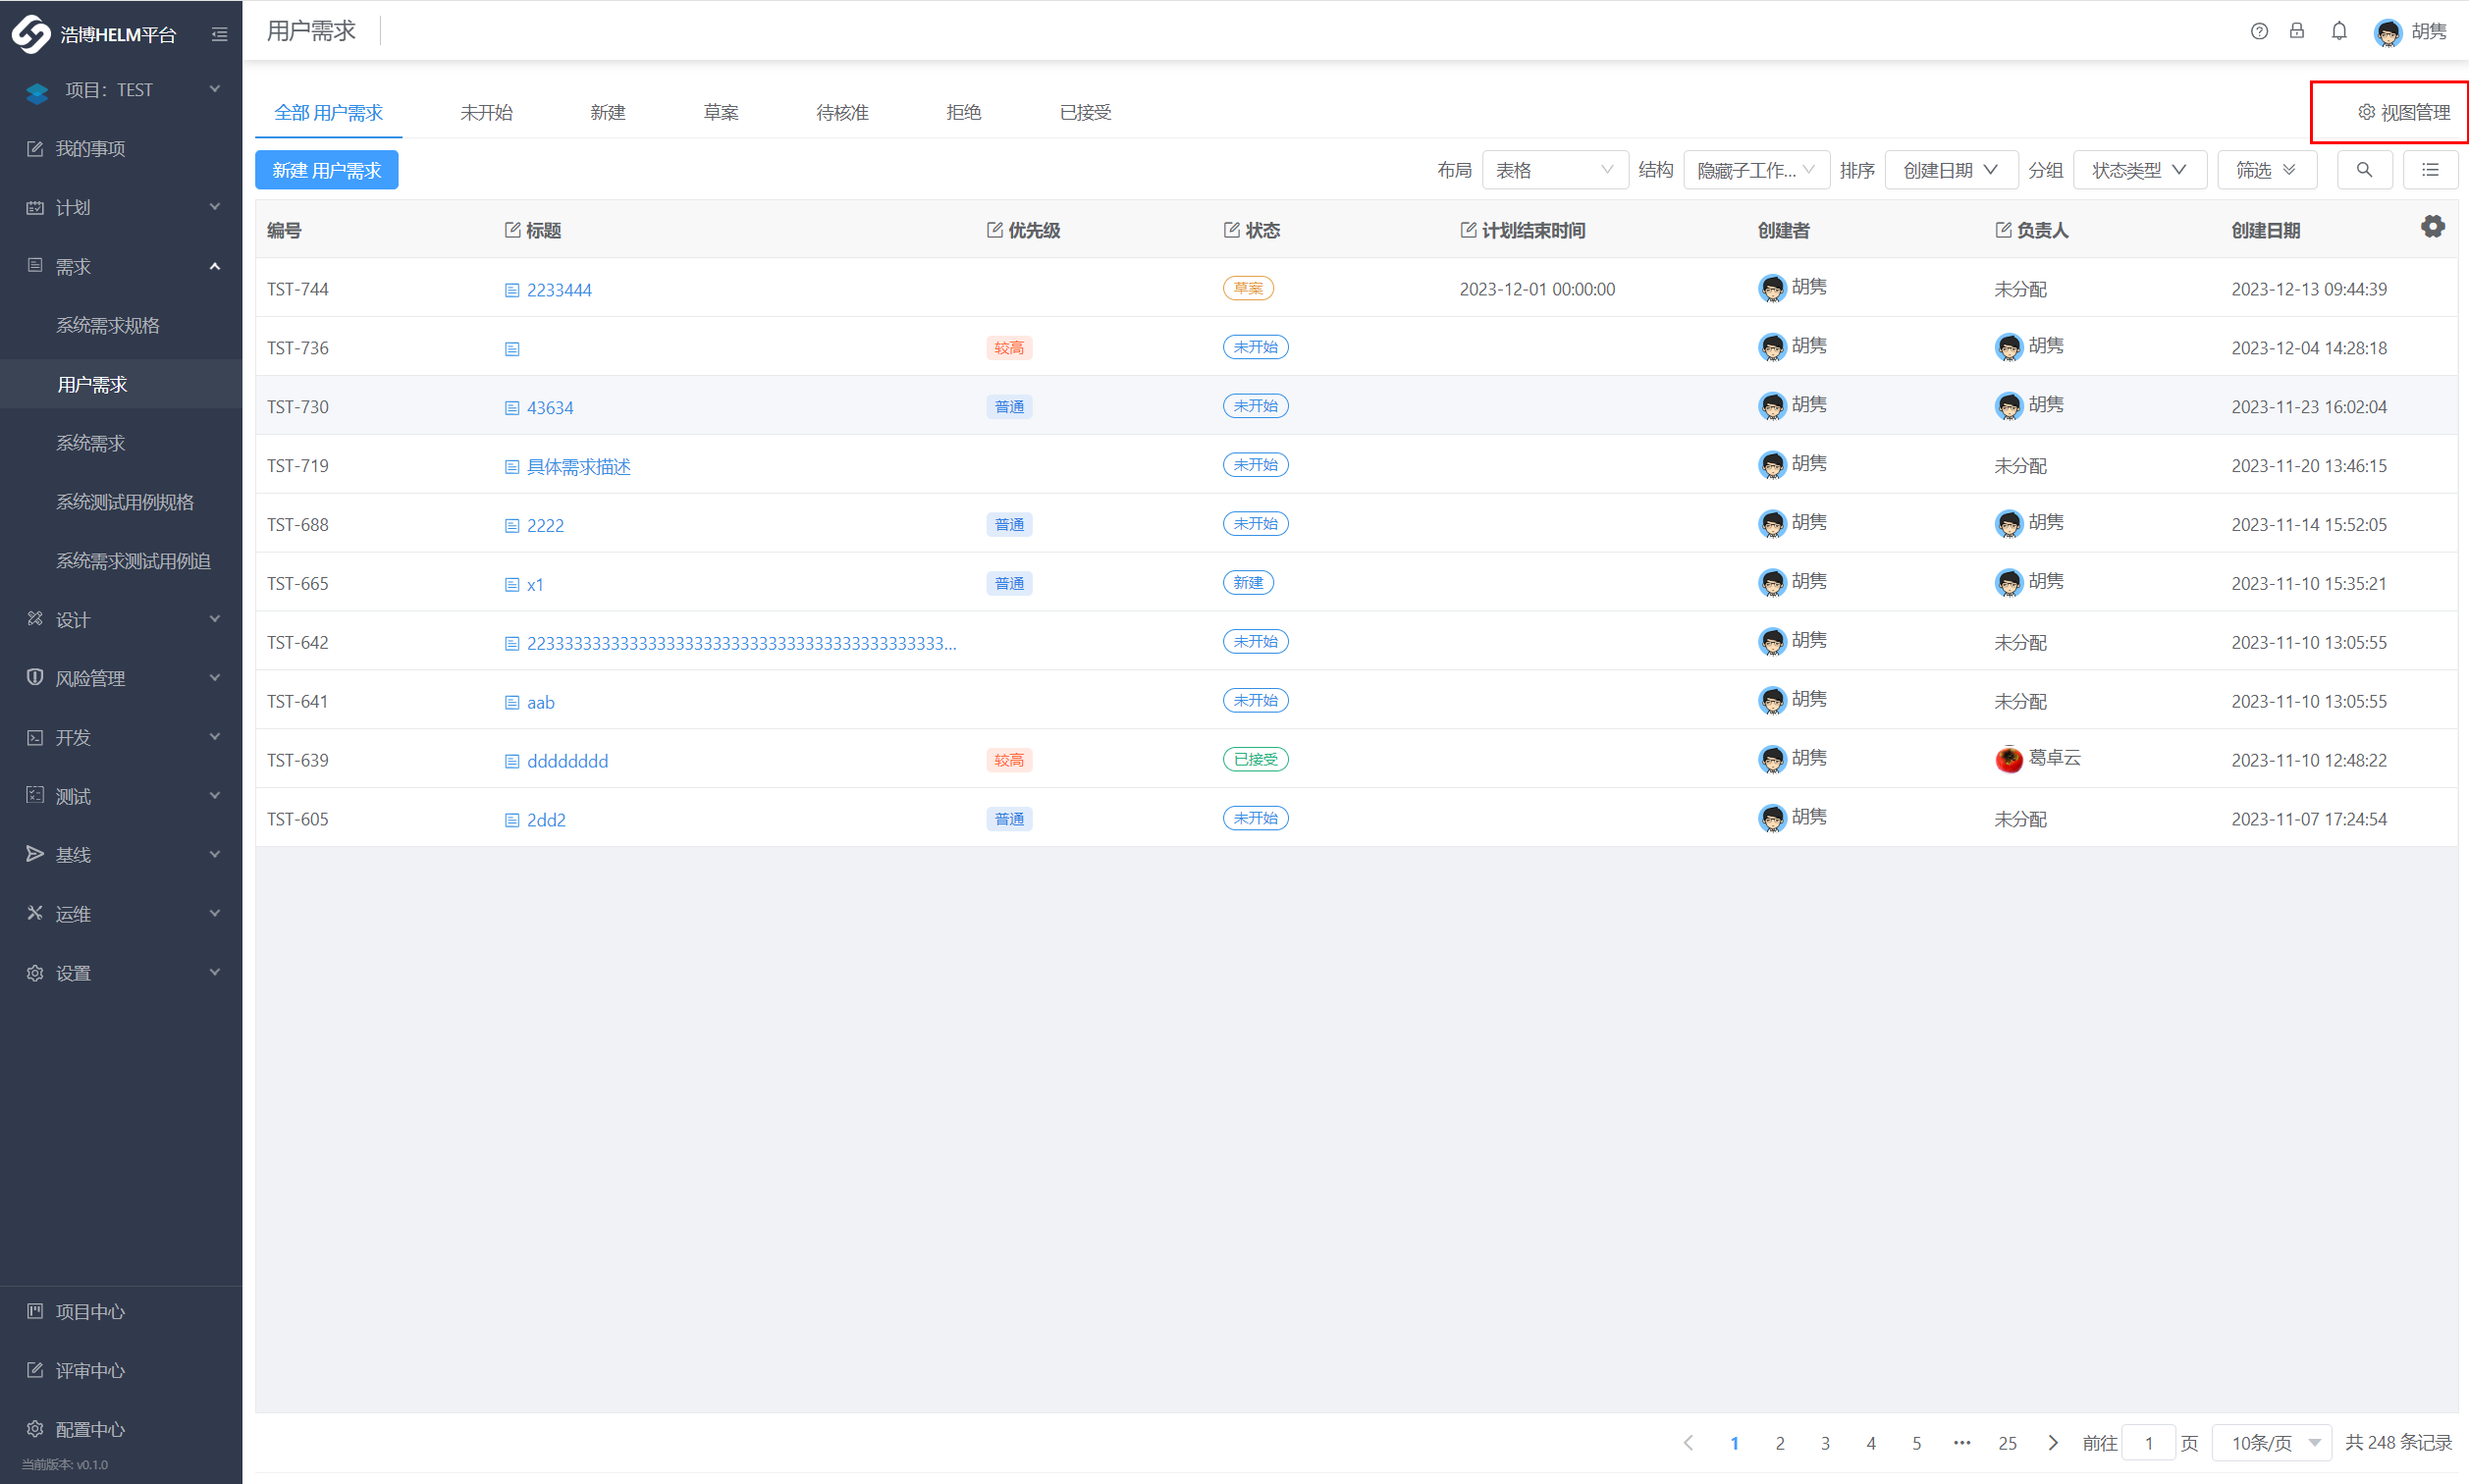 浩博HELM平台
用户需求
胡隽
项目：TEST
我的事项
计划
需求
系统需求规格
用户需求
系统需求
系统测试用例规格
系统需求测试用例追
设计
风险管理
开发
测试
基线
运维
设置
项目中心
评审中心
配置中心
当前版本: v0.1.0
全部 用户需求 未开始 新建 草案 待核准 拒绝 已接受 视图管理
新建 用户需求 布局 表格 结构 隐藏子工作... 排序 创建日期 分组 状态类型 筛选
编号 标题 优先级 状态 计划结束时间 创建者 负责人 创建日期
TST-744 2233444 草案 2023-12-01 00:00:00 胡隽 未分配 2023-12-13 09:44:39
TST-736 较高 未开始 胡隽 胡隽 2023-12-04 14:28:18
TST-730 43634 普通 未开始 胡隽 胡隽 2023-11-23 16:02:04
TST-719 具体需求描述 未开始 胡隽 未分配 2023-11-20 13:46:15
TST-688 2222 普通 未开始 胡隽 胡隽 2023-11-14 15:52:05
TST-665 x1 普通 新建 胡隽 胡隽 2023-11-10 15:35:21
TST-642 未开始 胡隽 未分配 2023-11-10 13:05:55
TST-641 aab 未开始 胡隽 未分配 2023-11-10 13:05:55
TST-639 dddddddd 较高 已接受 胡隽 葛卓云 2023-11-10 12:48:22
TST-605 2dd2 普通 未开始 胡隽 未分配 2023-11-07 17:24:54
1 2 3 4 5 ••• 25 前往 1 页 10条/页 共 248 条记录